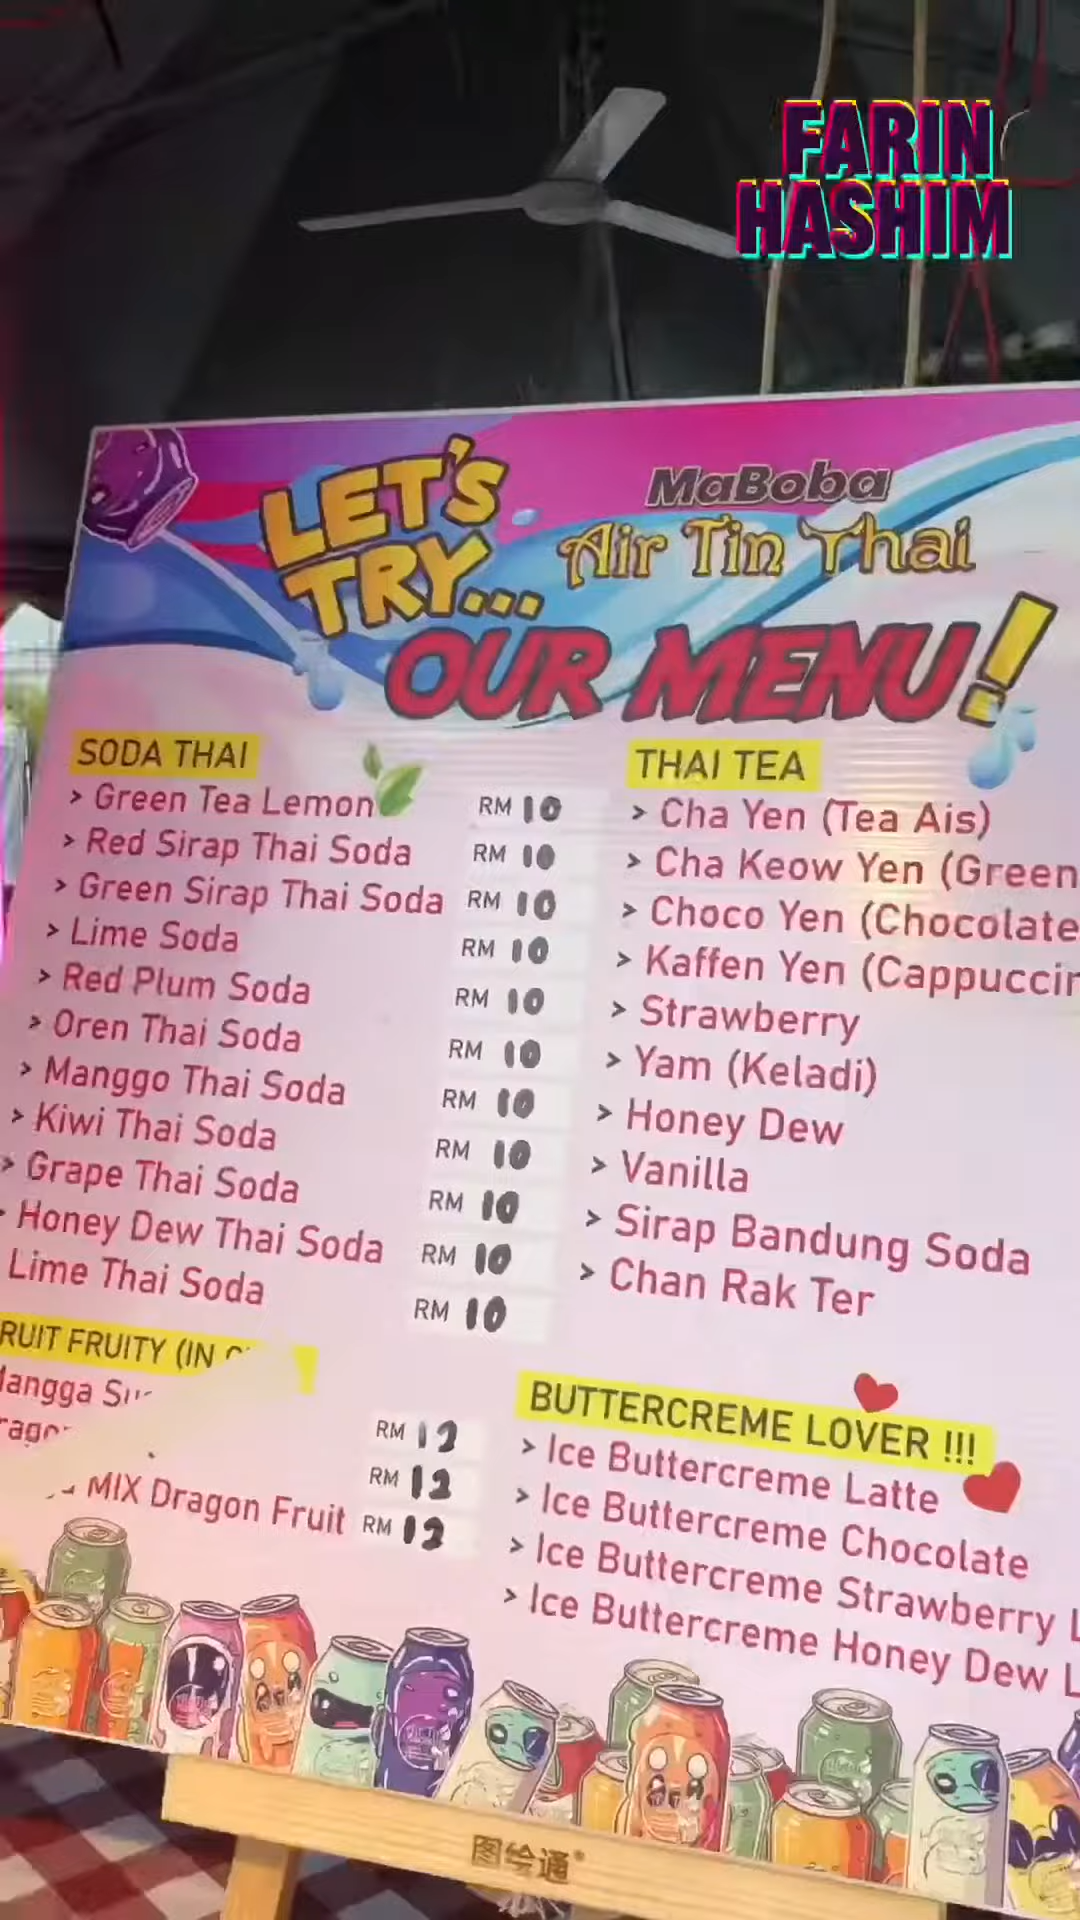 FARIN
HASHIM
LET'S
TRY...
MaBoba
Air Tin Thai
OUR MENU!
SODA THAI
> Green Tea Lemon RM 10
> Red Sirap Thai Soda RM 10
> Green Sirap Thai Soda RM 10
> Lime Soda RM 10
> Red Plum Soda RM 10
> Oren Thai Soda RM 10
> Manggo Thai Soda RM 10
> Kiwi Thai Soda RM 10
> Grape Thai Soda RM 10
Honey Dew Thai Soda RM 10
Lime Thai Soda RM 10
RUIT FRUITY (IN
RM 12
RM 12
MIX Dragon Fruit RM 12
THAI TEA
> Cha Yen (Tea Ais)
> Cha Keow Yen (Green
> Choco Yen (Chocolate
> Kaffen Yen (Cappuccin
> Strawberry
> Yam (Keladi)
> Honey Dew
> Vanilla
> Sirap Bandung Soda
> Chan Rak Ter
BUTTERCREME LOVER !!!
> Ice Buttercreme Latte
> Ice Buttercreme Chocolate
> Ice Buttercreme Strawberry L
> Ice Buttercreme Honey Dew L
图绘通